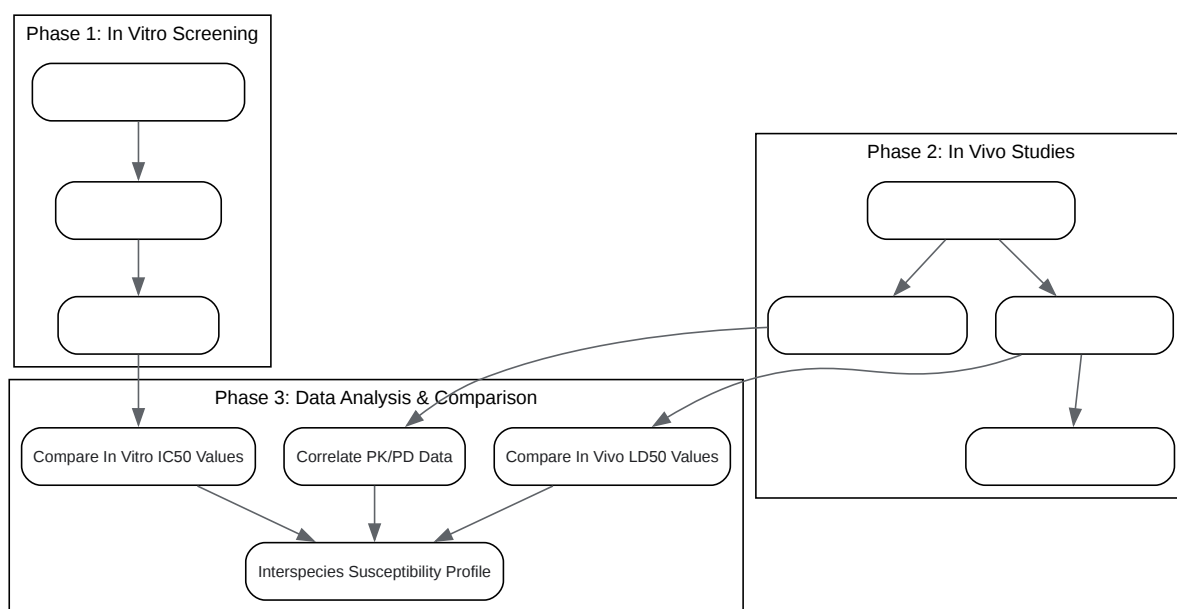 Phase 1: In Vitro Screening
Phase 2: In Vivo Studies
Phase 3: Data Analysis & Comparison
Compare In Vitro IC50 Values
Correlate PK/PD Data
Compare In Vivo LD50 Values
Interspecies Susceptibility Profile